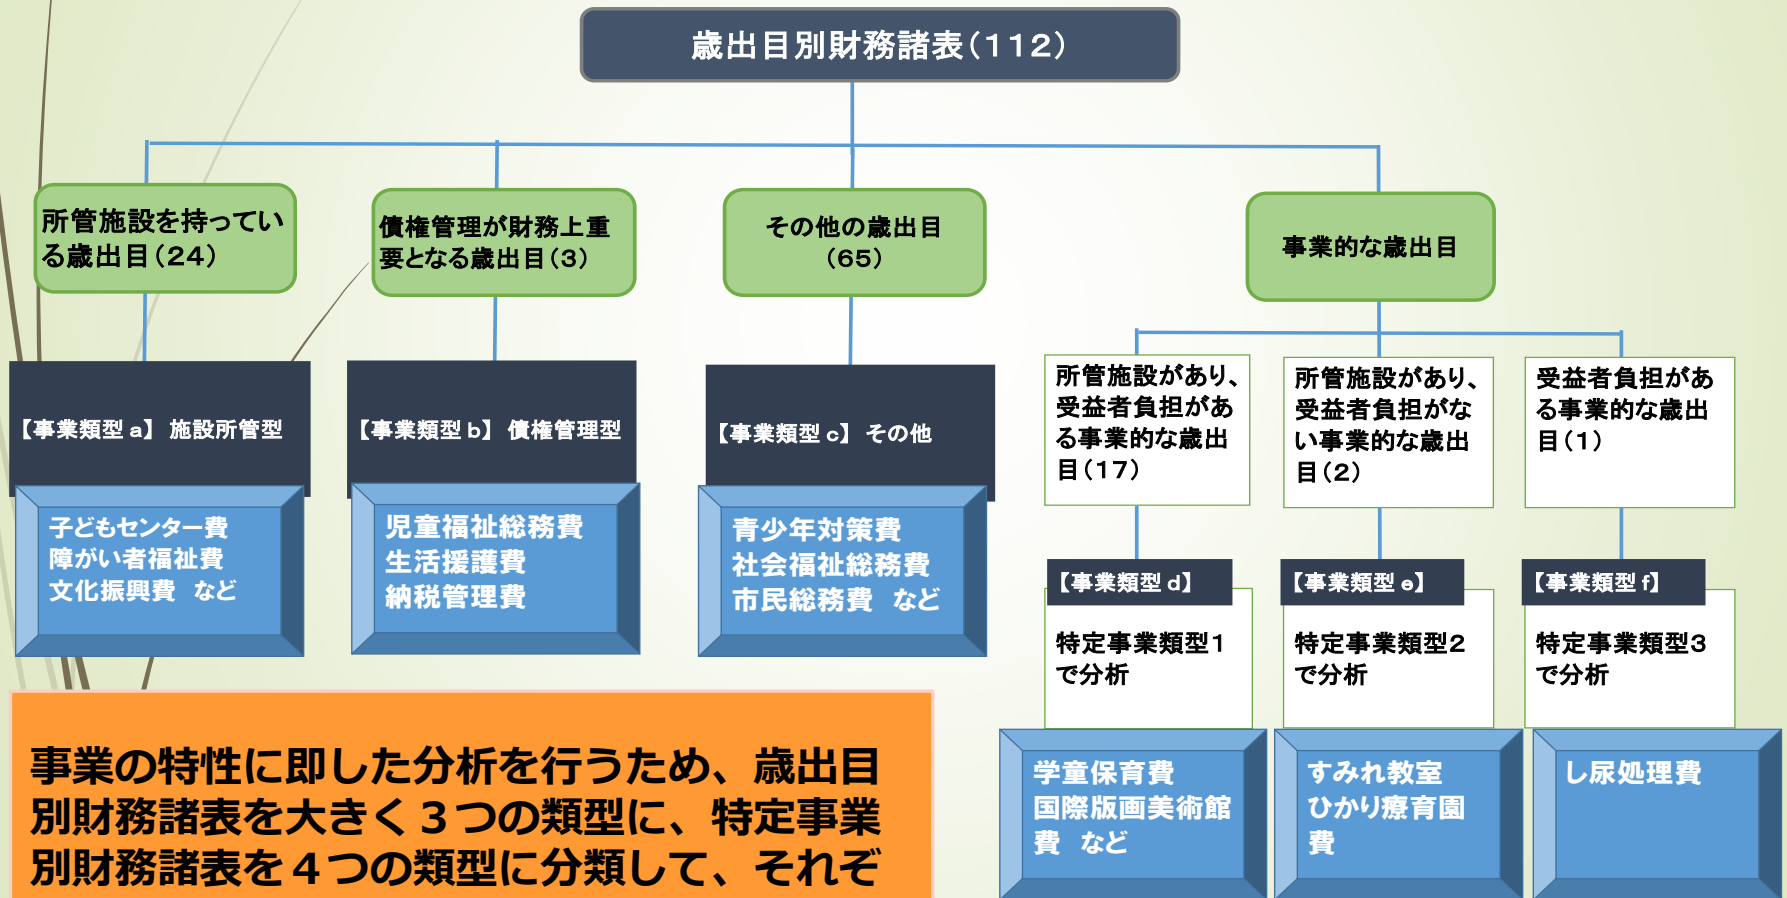 歳出目別財務諸表(112)
所管施設を持ってい
る歳出目(24)
債権管理が財務上重
要となる歳出目(3)
その他の歳出目
(65)
事業的な歳出目
【事業類型 a】 施設所管型
【事業類型 b】 債権管理型
【事業類型 c】 その他
子どもセンター費
障がい者福祉費
文化振興費 など
児童福祉総務費
生活援護費
納税管理費
青少年対策費
社会福祉総務費
市民総務費 など
所管施設があり、
受益者負担があ
る事業的な歳出
目(17)
所管施設があり、
受益者負担がな
い事業的な歳出
目(2)
受益者負担があ
る事業的な歳出
目(1)
【事業類型 d】
特定事業類型1
で分析
【事業類型 e】
特定事業類型2
で分析
【事業類型 f】
特定事業類型3
で分析
学童保育費
国際版画美術館
費 など
すみれ教室
ひかり療育園
費
し尿処理費
事業の特性に即した分析を行うため、歳出目
別財務諸表を大きく３つの類型に、特定事業
別財務諸表を４つの類型に分類して、それぞ